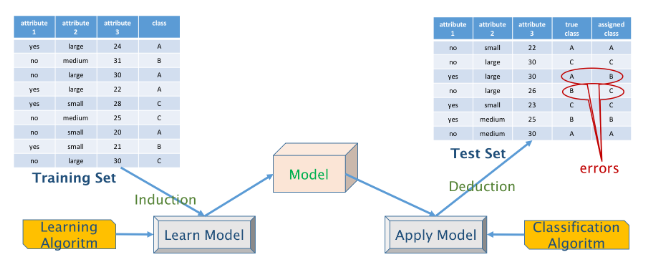 attribute 1 attribute 2 attribute 3 class
yes large 24 A
no medium 31 B
no large 30 A
yes large 22 A
yes small 28 C
no medium 25 C
no small 20 A
yes small 21 B
no large 30 C
Training Set
attribute 1 attribute 2 attribute 3 true class assigned class
no small 22 A A
no large 30 C C
yes large 30 A B
no large 26 B C
yes small 23 C C
yes medium 25 B B
no medium 30 A A
Test Set
errors
Model
Induction
Deduction
Learning
Algoritm
Learn Model
Apply Model
Classification
Algoritm